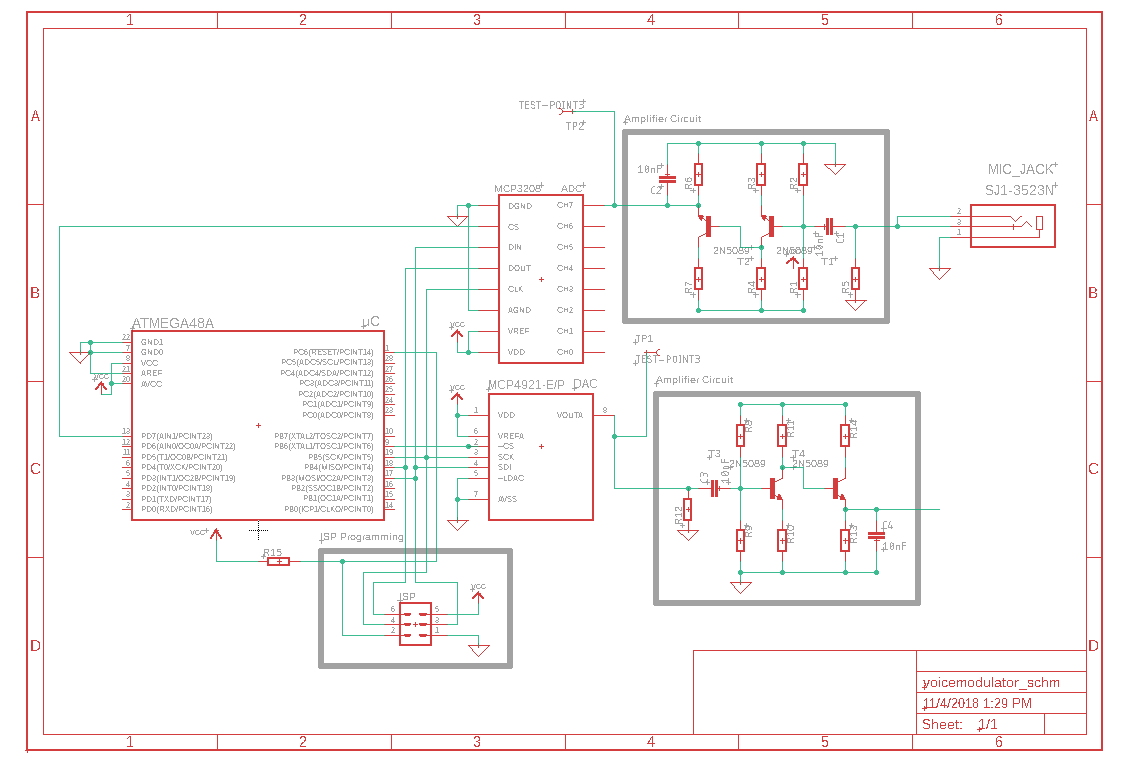 1 2 3 4 5 6
A A
B B
C C
D D
TEST-POINT3
TP2
Amplifier Circuit
MIC_JACK
SJ1-3523N
2
3
1
10nF
C2
R6
R3
R2
2N5089
T2
2N5089
T1
10nF
C1
R7
R4
R1
R5
MCP3208 ADC
DGND CH7
CS CH6
DIN CH5
DOUT CH4
CLK CH3
AGND CH2
VREF CH1
VDD CH0
VCC
ATMEGA48A µC
22 GND1
7 GND0
8 VCC
21 AREF
20 AVCC
VCC
13 PD7(AIN1/PCINT23)
12 PD6(AIN0/OC0A/PCINT22)
11 PD5(T1/OC0B/PCINT21)
6 PD4(T0/XCK/PCINT20)
5 PD3(INT1/OC2B/PCINT19)
4 PD2(INT0/PCINT18)
3 PD1(TXD/PCINT17)
2 PD0(RXD/PCINT16)
PC6(RESET/PCINT14) 1
PC5(ADC5/SCL/PCINT13) 28
PC4(ADC4/SDA/PCINT12) 27
PC3(ADC3/PCINT11) 26
PC2(ADC2/PCINT10) 25
PC1(ADC1/PCINT9) 24
PC0(ADC0/PCINT8) 23
PB7(XTAL2/TOSC2/PCINT7) 10
PB6(XTAL1/TOSC1/PCINT6) 9
PB5(SCK/PCINT5) 19
PB4(MISO/PCINT4) 18
PB3(MOSI/OC2A/PCINT3) 17
PB2(SS/OC1B/PCINT2) 16
PB1(OC1A/PCINT1) 15
PB0(ICP1/CLKO/PCINT0) 14
TP1
TEST-POINT3
MCP4921-E/P DAC
VCC
1 VDD VOUTA 8
6 VREFA
2 -CS
3 SCK
4 SDI
5 -LDAC
7 AVSS
Amplifier Circuit
R8
R11
R14
T3
2N5089
T4
2N5089
C3
10nF
R12
R9
R10
R13
C4
10nF
VCC
R15
ISP Programming
ISP
VCC
6 5
4 3
2 1
voicemodulator_schm
11/4/2018 1:29 PM
Sheet: 1/1
1 2 3 4 5 6